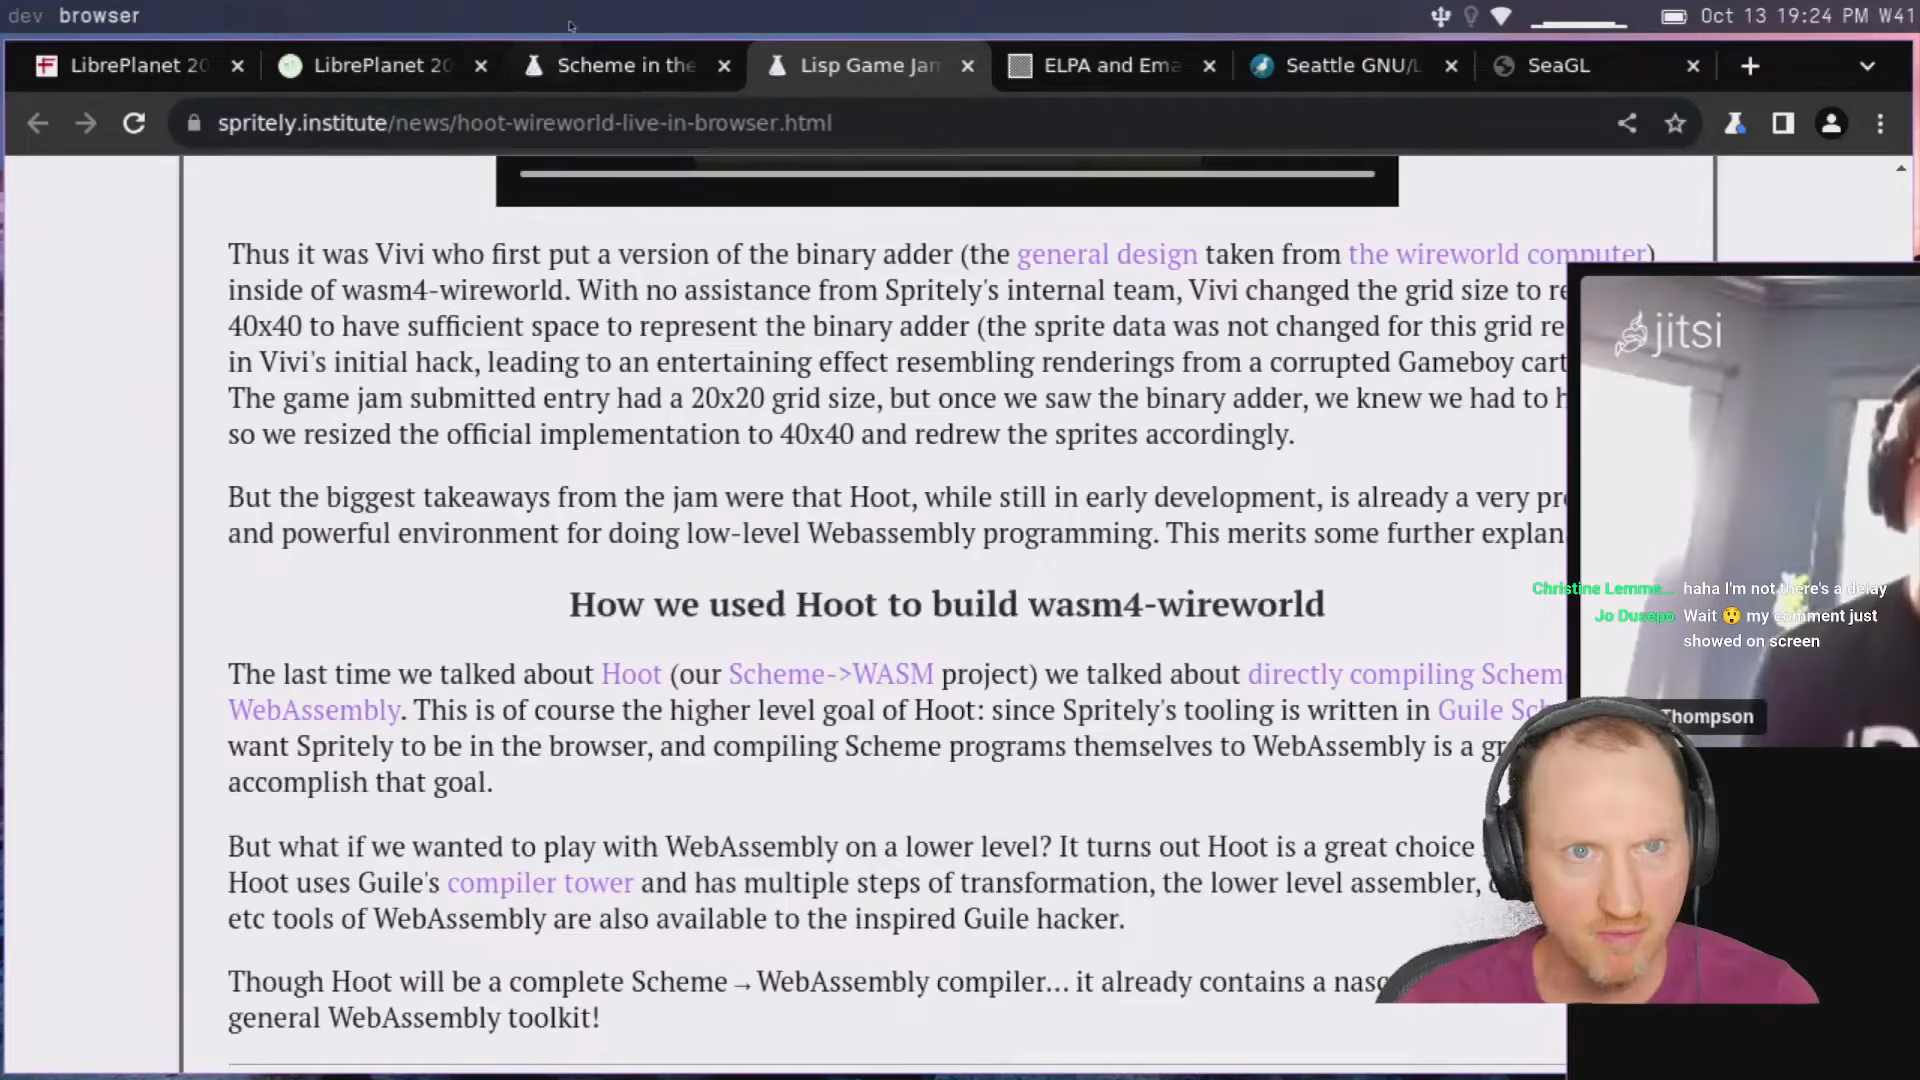 dev browser
Oct 13 19:24 PM W41
LibrePlanet 20
LibrePlanet 20
Scheme in the
Lisp Game Jan
ELPA and Ema
Seattle GNU/L
SeaGL
spritely.institute/news/hoot-wireworld-live-in-browser.html
Thus it was Vivi who first put a version of the binary adder (the general design taken from the wireworld computer)
inside of wasm4-wireworld. With no assistance from Spritely's internal team, Vivi changed the grid size to re
40x40 to have sufficient space to represent the binary adder (the sprite data was not changed for this grid re
in Vivi's initial hack, leading to an entertaining effect resembling renderings from a corrupted Gameboy cart
The game jam submitted entry had a 20x20 grid size, but once we saw the binary adder, we knew we had to h
so we resized the official implementation to 40x40 and redrew the sprites accordingly.
But the biggest takeaways from the jam were that Hoot, while still in early development, is already a very pr
and powerful environment for doing low-level Webassembly programming. This merits some further explan
How we used Hoot to build wasm4-wireworld
The last time we talked about Hoot (our Scheme->WASM project) we talked about directly compiling Schem
WebAssembly. This is of course the higher level goal of Hoot: since Spritely's tooling is written in Guile Sch
want Spritely to be in the browser, and compiling Scheme programs themselves to WebAssembly is a gr
accomplish that goal.
But what if we wanted to play with WebAssembly on a lower level? It turns out Hoot is a great choice
Hoot uses Guile's compiler tower and has multiple steps of transformation, the lower level assembler,
etc tools of WebAssembly are also available to the inspired Guile hacker.
Though Hoot will be a complete Scheme→WebAssembly compiler... it already contains a nasc
general WebAssembly toolkit!
jitsi
Christine Lemme... haha I'm not there's a delay
Jo Dusepo Wait 😲 my comment just
showed on screen
Thompson